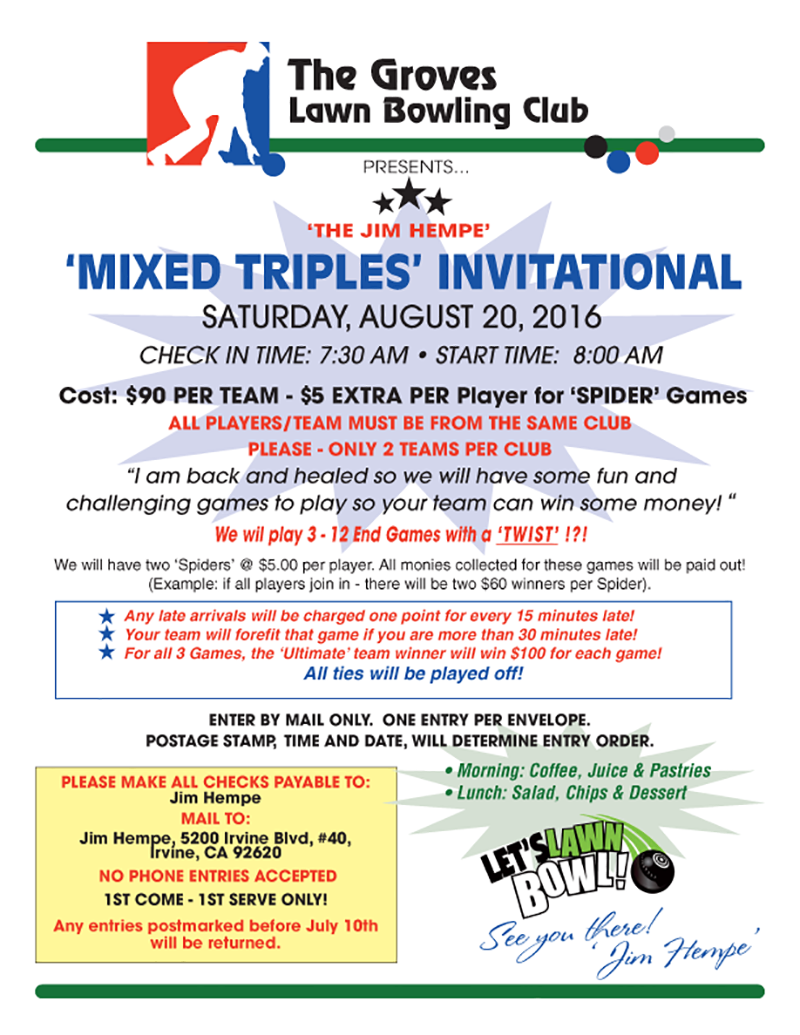 The Groves
Lawn Bowling Club
PRESENTS...
‘THE JIM HEMPE’
‘MIXED TRIPLES’ INVITATIONAL
SATURDAY, AUGUST 20, 2016
CHECK IN TIME: 7:30 AM • START TIME: 8:00 AM
Cost: $90 PER TEAM - $5 EXTRA PER Player for ‘SPIDER’ Games
ALL PLAYERS/TEAM MUST BE FROM THE SAME CLUB
PLEASE - ONLY 2 TEAMS PER CLUB
“I am back and healed so we will have some fun and
challenging games to play so your team can win some money! “
We wil play 3 - 12 End Games with a ‘TWIST’ !?!
We will have two ‘Spiders’ @ $5.00 per player. All monies collected for these games will be paid out!
(Example: if all players join in - there will be two $60 winners per Spider).
Any late arrivals will be charged one point for every 15 minutes late!
Your team will forefit that game if you are more than 30 minutes late!
For all 3 Games, the ‘Ultimate’ team winner will win $100 for each game!
All ties will be played off!
ENTER BY MAIL ONLY. ONE ENTRY PER ENVELOPE.
POSTAGE STAMP, TIME AND DATE, WILL DETERMINE ENTRY ORDER.
PLEASE MAKE ALL CHECKS PAYABLE TO:
Jim Hempe
MAIL TO:
Jim Hempe, 5200 Irvine Blvd, #40,
Irvine, CA 92620
NO PHONE ENTRIES ACCEPTED
1ST COME - 1ST SERVE ONLY!
Any entries postmarked before July 10th
will be returned.
• Morning: Coffee, Juice & Pastries
• Lunch: Salad, Chips & Dessert
LET'S LAWN
BOWL!
See you there!
‘Jim Hempe’